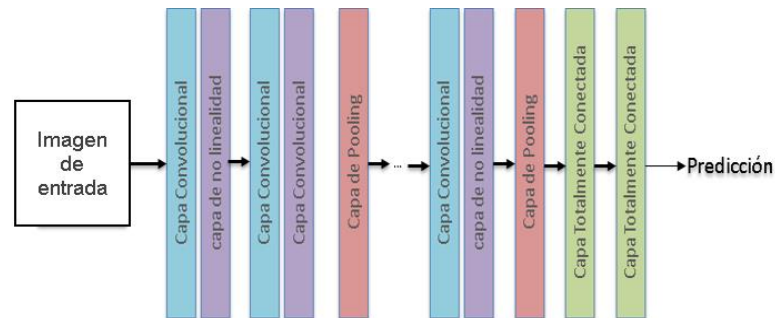 Imagen
de
entrada
Capa Convolucional
capa de no linealidad
Capa Convolucional
Capa Convolucional
Capa de Pooling
...
Capa Convolucional
capa de no linealidad
Capa de Pooling
Capa Totalmente Conectada
Capa Totalmente Conectada
Predicción